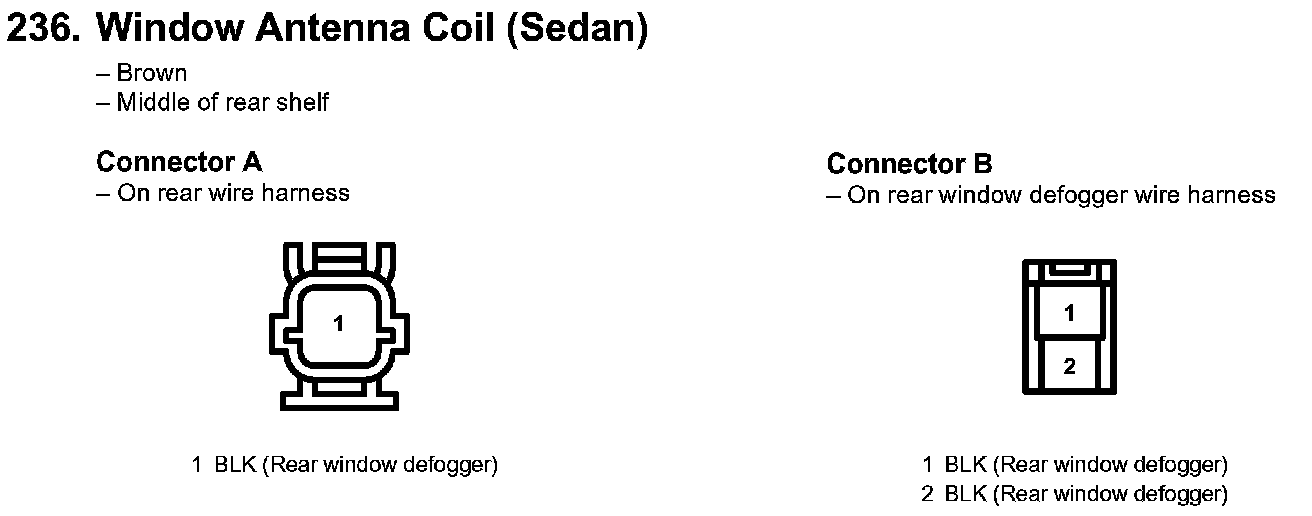 236. Window Antenna Coil (Sedan)
– Brown
– Middle of rear shelf
Connector A
– On rear wire harness
1
1 BLK (Rear window defogger)
Connector B
– On rear window defogger wire harness
1
2
1 BLK (Rear window defogger)
2 BLK (Rear window defogger)